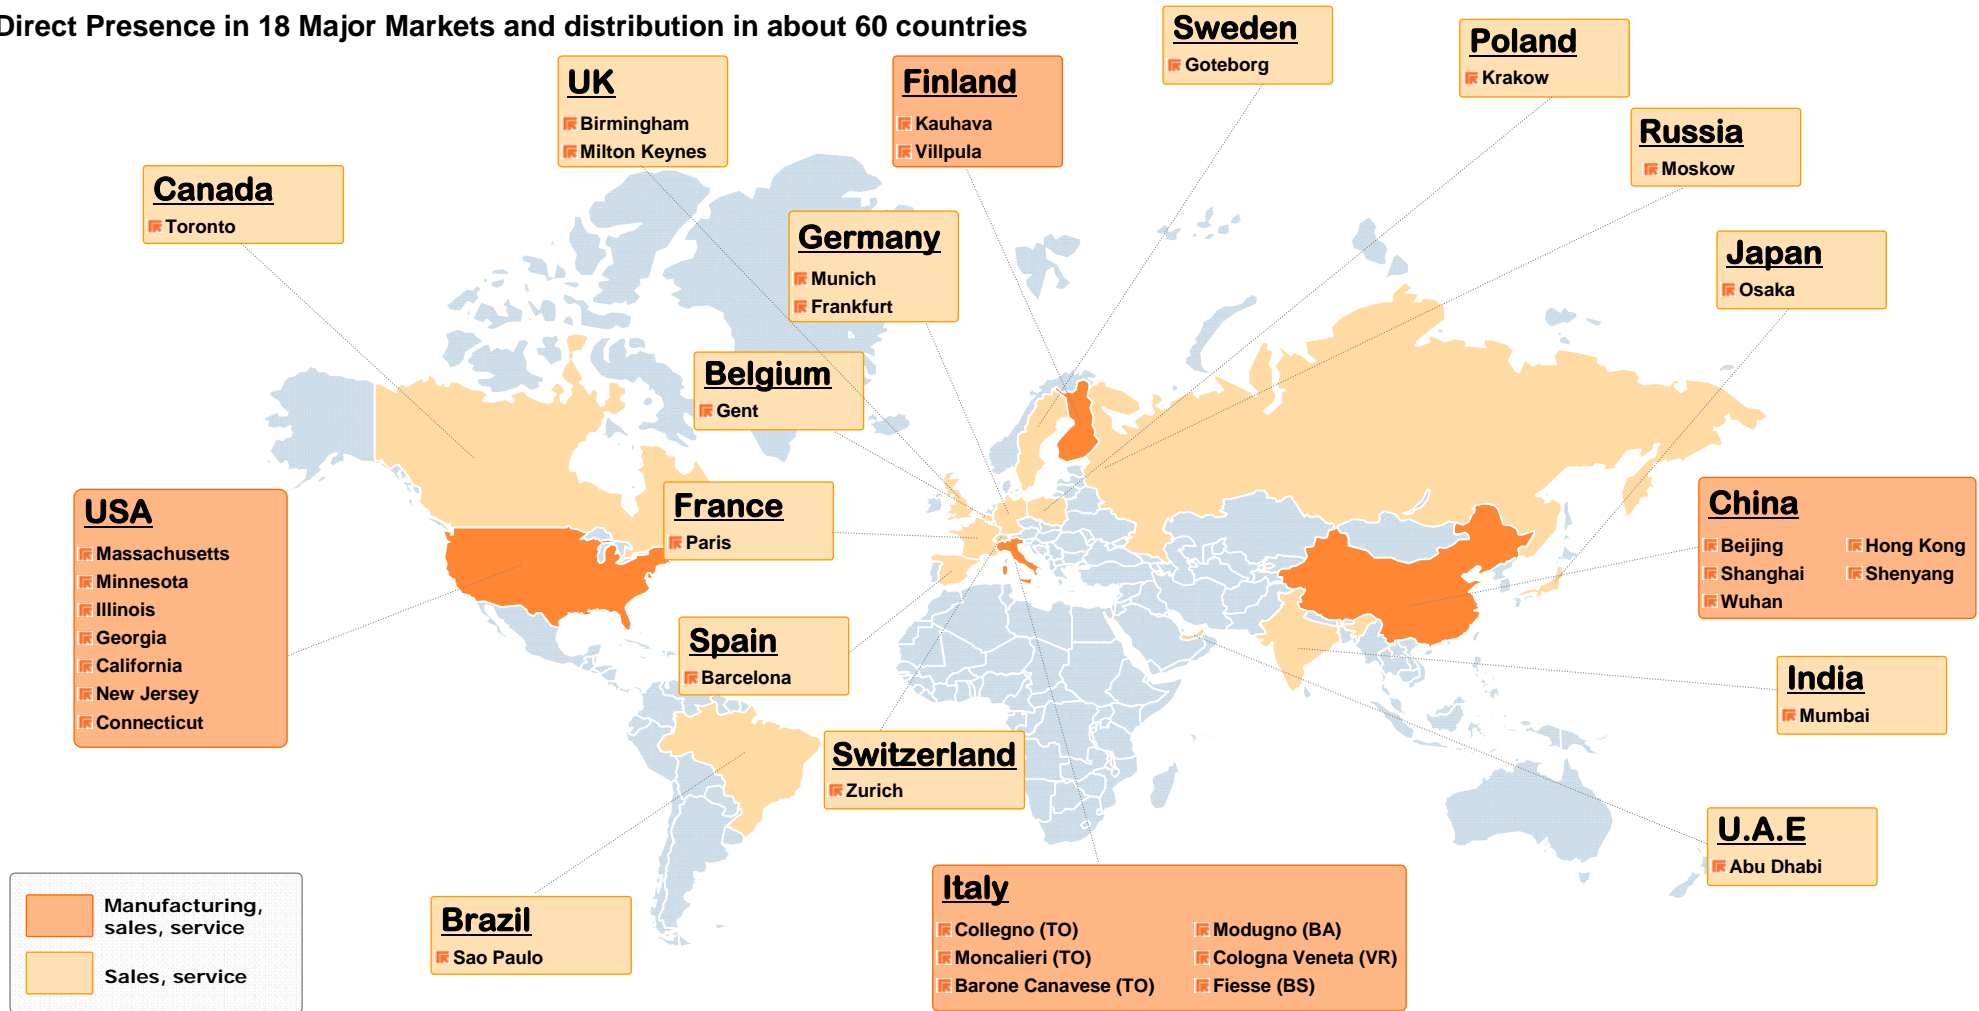 Direct Presence in 18 Major Markets and distribution in about 60 countries
Sweden
Goteborg
Poland
Krakow
UK
Birmingham
Milton Keynes
Finland
Kauhava
Villpula
Russia
Moskow
Canada
Toronto
Germany
Munich
Frankfurt
Japan
Osaka
Belgium
Gent
USA
Massachusetts
Minnesota
Illinois
Georgia
California
New Jersey
Connecticut
France
Paris
China
Beijing
Shanghai
Wuhan
Hong Kong
Shenyang
Spain
Barcelona
India
Mumbai
Switzerland
Zurich
U.A.E
Abu Dhabi
Brazil
Sao Paulo
Italy
Collegno (TO)
Moncalieri (TO)
Barone Canavese (TO)
Modugno (BA)
Cologna Veneta (VR)
Fiesse (BS)
Manufacturing,
sales, service
Sales, service